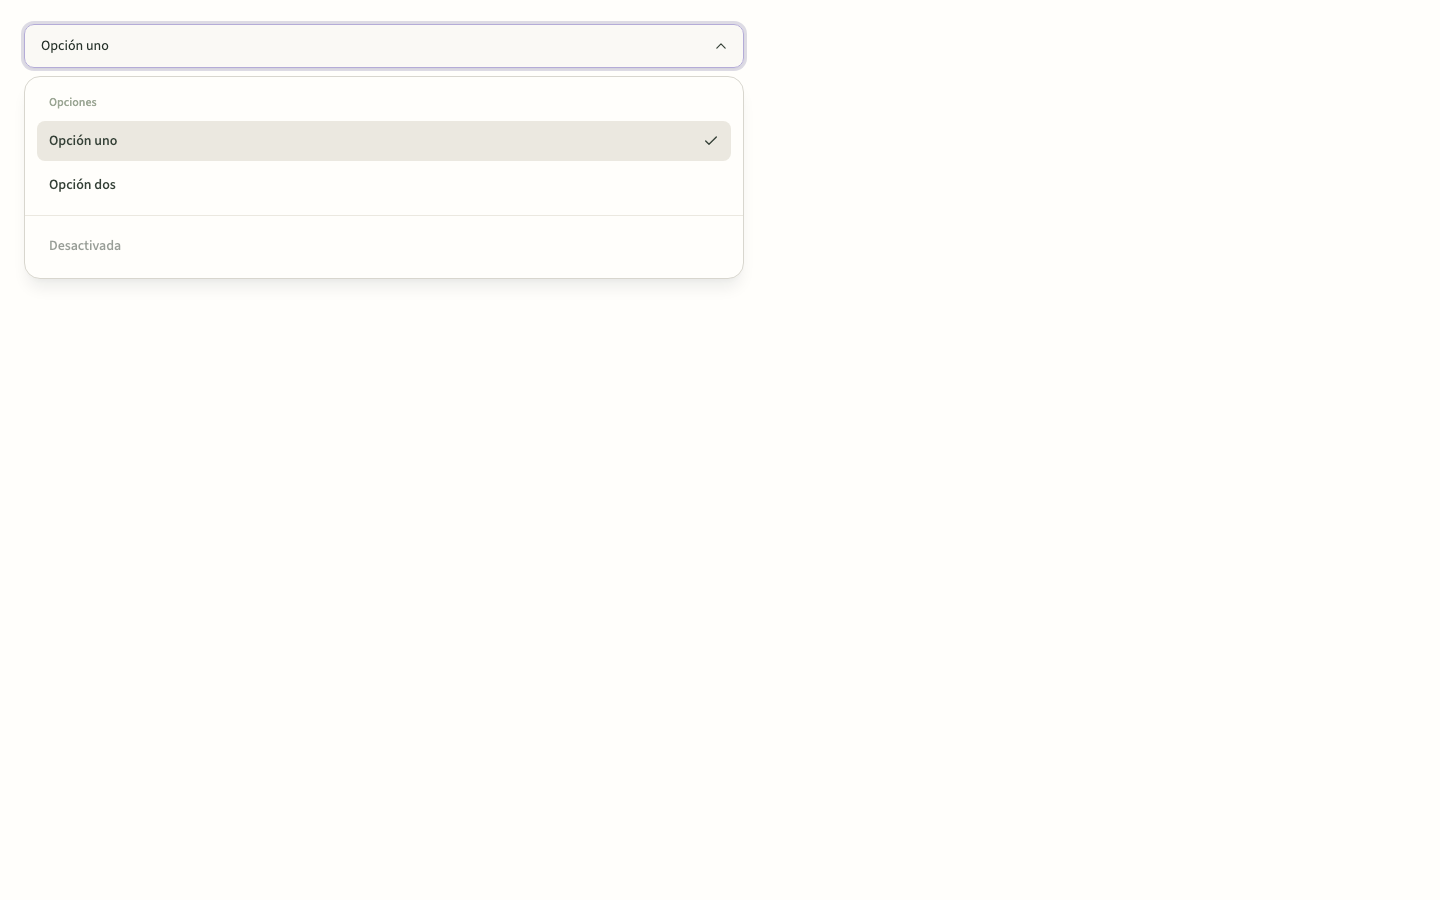 Opción uno
Opciones
Opción uno
Opción dos
Desactivada